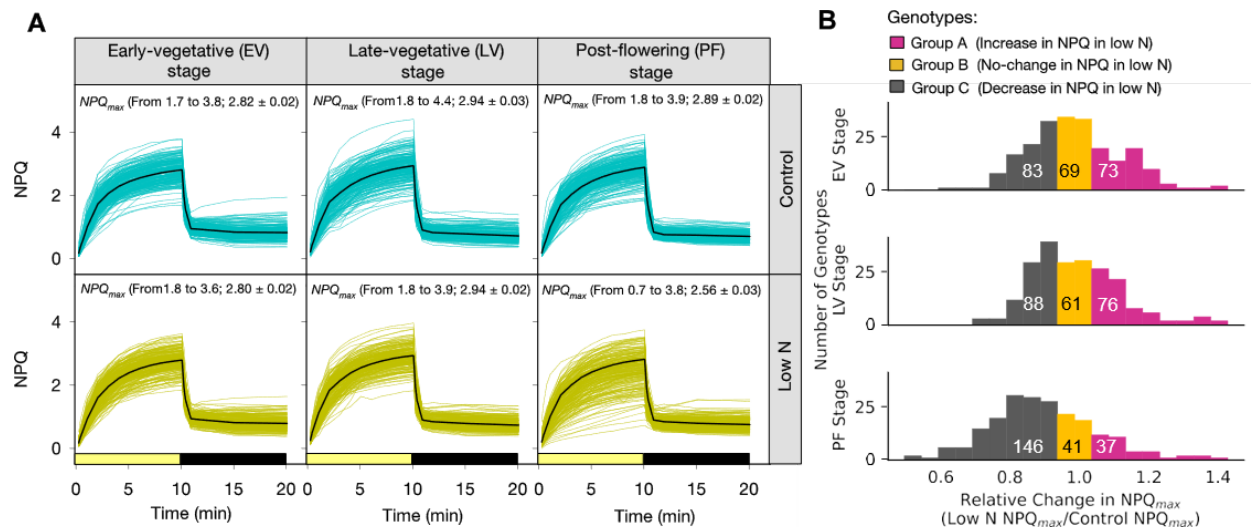 A
Early-vegetative (EV) stage
Late-vegetative (LV) stage
Post-flowering (PF) stage
NPQmax (From 1.7 to 3.8; 2.82 ± 0.02)
NPQmax (From1.8 to 4.4; 2.94 ± 0.03)
NPQmax (From 1.8 to 3.9; 2.89 ± 0.02)
NPQ
4
2
0
Control
NPQmax (From1.8 to 3.6; 2.80 ± 0.02)
NPQmax (From 1.8 to 3.9; 2.94 ± 0.02)
NPQmax (From 0.7 to 3.8; 2.56 ± 0.03)
NPQ
4
2
0
Low N
0 10 20
0 10 20
0 10 20
Time (min)
Time (min)
Time (min)
B
Genotypes:
Group A (Increase in NPQ in low N)
Group B (No-change in NPQ in low N)
Group C (Decrease in NPQ in low N)
Number of Genotypes
EV Stage
25
0
83 69 73
LV Stage
25
0
88 61 76
PF Stage
25
0
146 41 37
0.6 0.8 1.0 1.2 1.4
Relative Change in NPQmax
(Low N NPQmax/Control NPQmax)